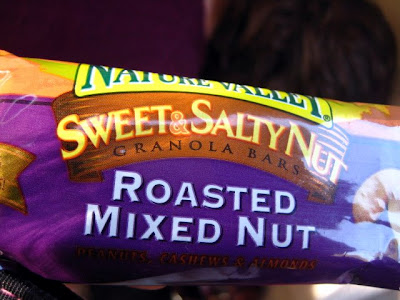 NATURE VALLEY®
SWEET & SALTY NUT
GRANOLA BARS
ROASTED
MIXED NUT
PEANUTS, CASHEWS & ALMONDS